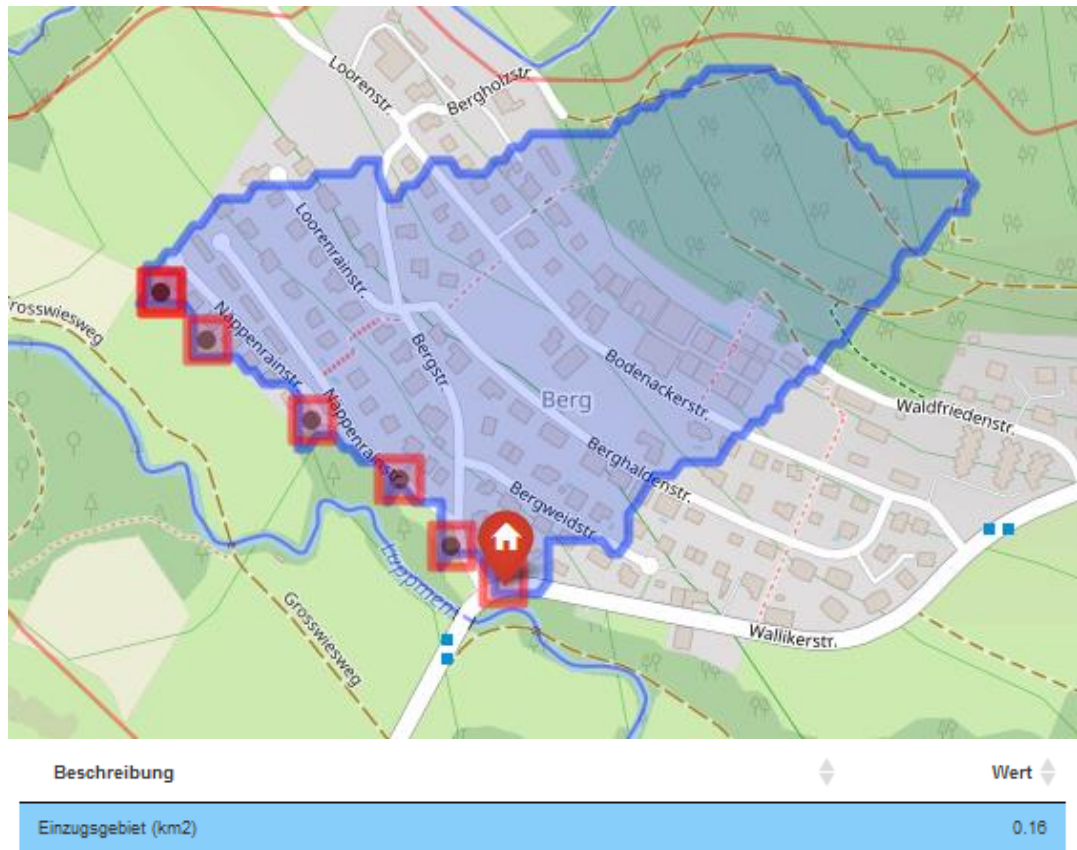 Loorenstr.
Bergholzstr.
Loorenrainstr.
Grosswiesweg
Nappenrainstr.
Bergstr.
Nappenrainstr.
Bodenackerstr.
Berg
Waldfriedenstr.
Berghaldenstr.
Bergweidstr.
Luppmen
Grosswiesweg
Wallikerstr.
Beschreibung Wert
Einzugsgebiet (km2) 0.16